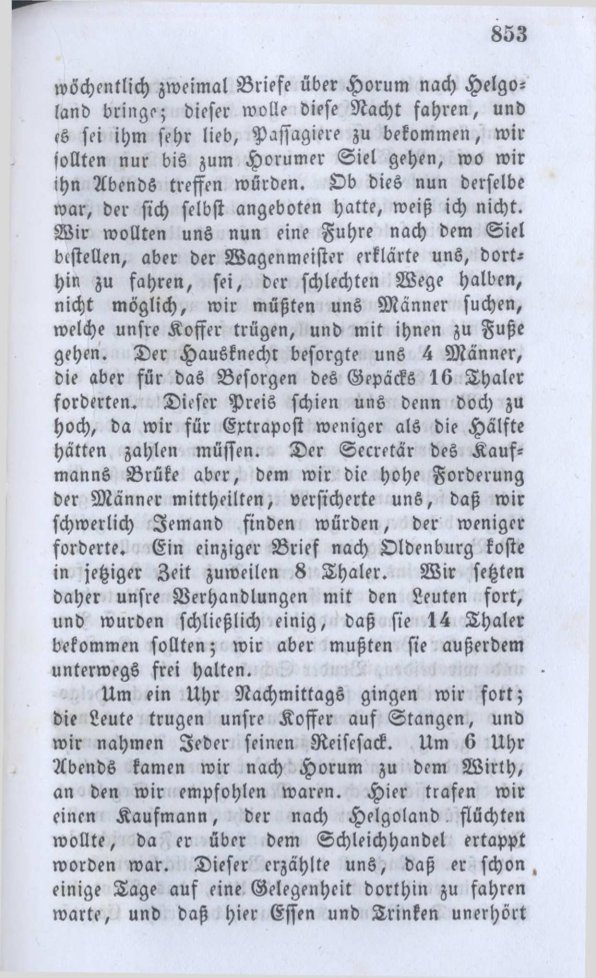 853
wöchentlich zweimal Briefe über Horum nach Helgo-
land bringe; dieser wolle diese Nacht fahren, und
es sei ihm sehr lieb, Passagiere zu bekommen, wir
sollten nur bis zum Horumer Siel gehen, wo wir
ihn Abends treffen würden. Ob dies nun derselbe
war, der sich selbst angeboten hatte, weiß ich nicht.
Wir wollten uns nun eine Fuhre nach dem Siel
bestellen, aber der Wagenmeister erklärte uns, dort-
hin zu fahren, sei, der schlechten Wege halben,
nicht möglich, wir müßten uns Männer suchen,
welche unsre Koffer trügen, und mit ihnen zu Fuße
gehen. Der Hausknecht besorgte uns 4 Männer,
die aber für das Besorgen des Gepäcks 16 Thaler
forderten. Dieser Preis schien uns denn doch zu
hoch, da wir für Extrapost weniger als die Hälfte
hätten zahlen müssen. Der Secretär des Kauf-
manns Brüke aber, dem wir die hohe Forderung
der Männer mittheilten, versicherte uns, daß wir
schwerlich Jemand finden würden, der weniger
forderte. Ein einziger Brief nach Oldenburg koste
in jetziger Zeit zuweilen 8 Thaler. Wir setzten
daher unsre Verhandlungen mit den Leuten fort,
und wurden schließlich einig, daß sie 14 Thaler
bekommen sollten; wir aber mußten sie außerdem
unterwegs frei halten.
Um ein Uhr Nachmittags gingen wir fort;
die Leute trugen unsre Koffer auf Stangen, und
wir nahmen Jeder seinen Reisesack. Um 6 Uhr
Abends kamen wir nach Horum zu dem Wirth,
an den wir empfohlen waren. Hier trafen wir
einen Kaufmann, der nach Helgoland flüchten
wollte, da er über dem Schleichhandel ertappt
worden war. Dieser erzählte uns, daß er schon
einige Tage auf eine Gelegenheit dorthin zu fahren
warte, und daß hier Essen und Trinken unerhört